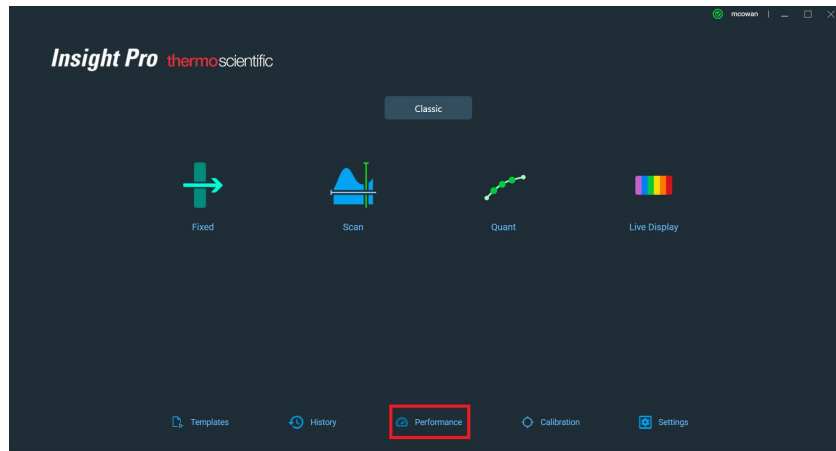 mcowan
Insight Pro thermoscientific
Classic
Fixed Scan Quant Live Display
Templates History Performance Calibration Settings